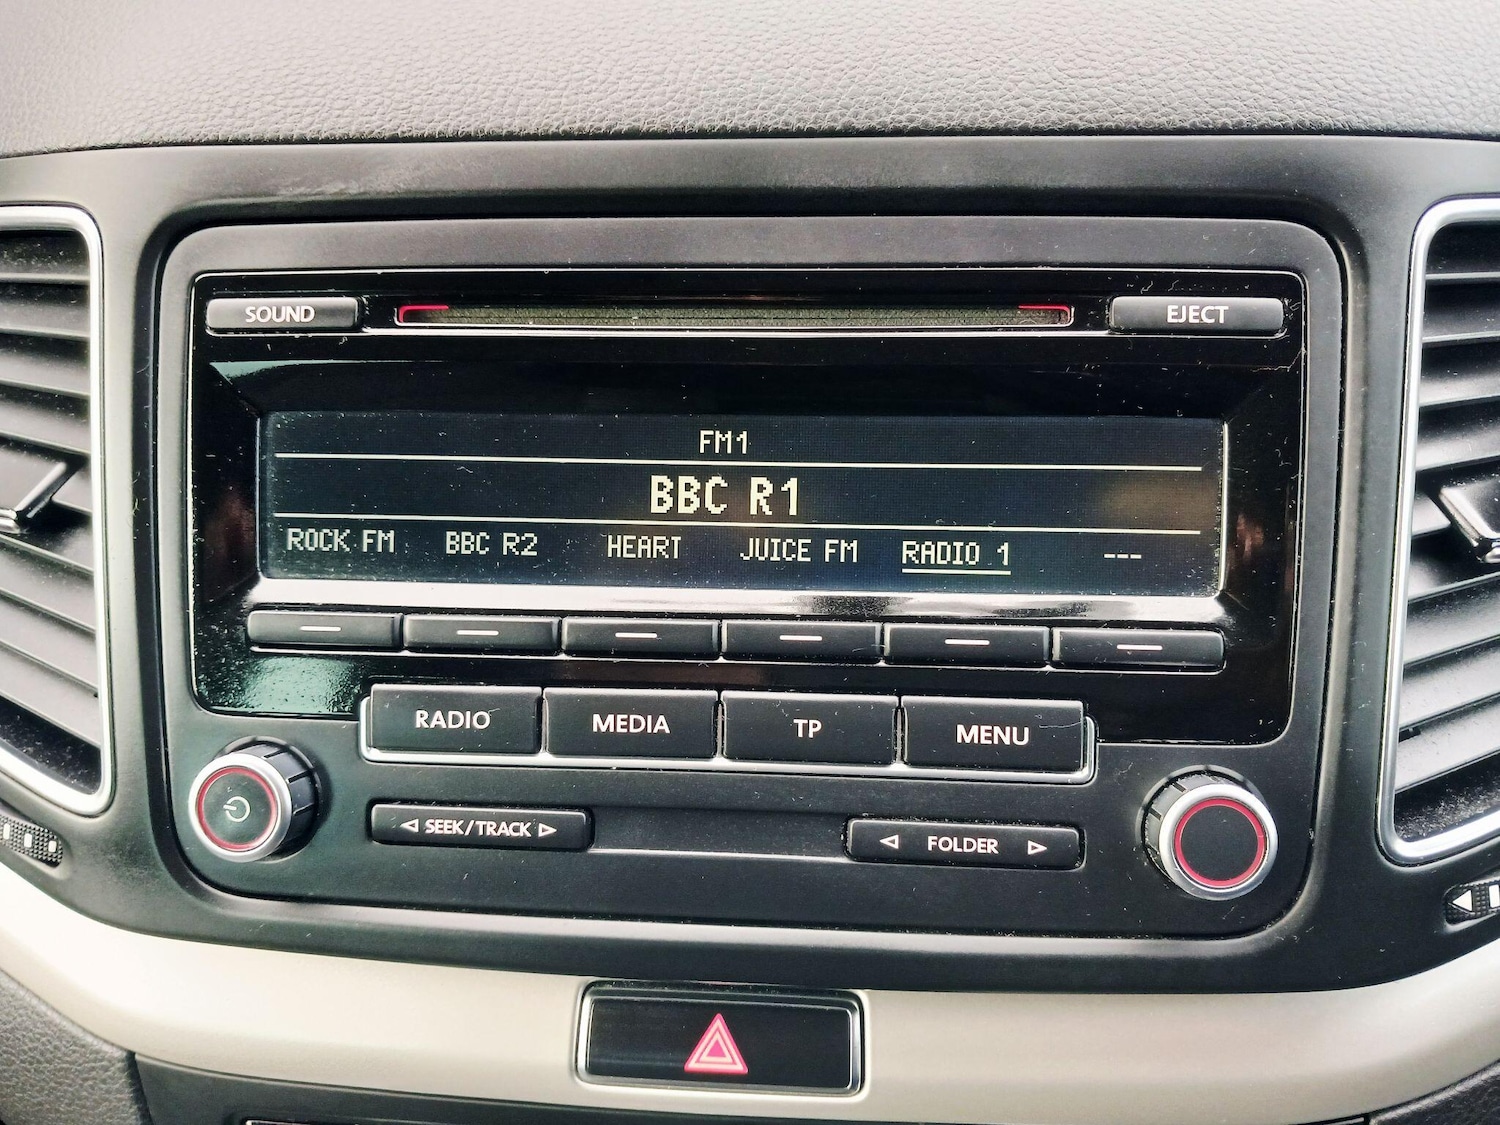 SOUND
EJECT
FM1
BBC R1
ROCK FM BBC R2 HEART JUICE FM RADIO 1 ---
RADIO MEDIA TP MENU
SEEK/TRACK
FOLDER